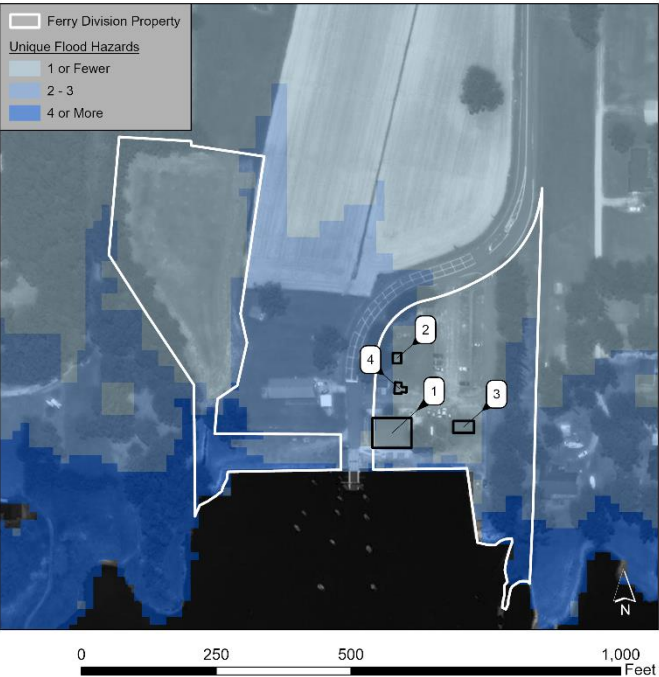 Ferry Division Property
Unique Flood Hazards
1 or Fewer
2 - 3
4 or More
2
4
1
3
N
0 250 500 1,000
Feet